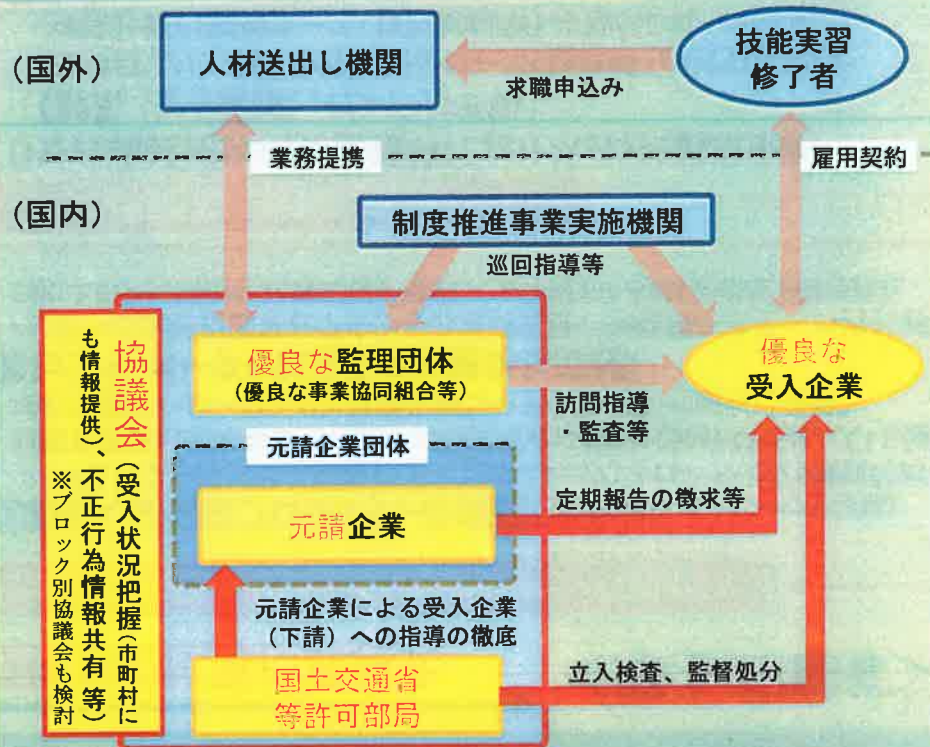 (国外)
人材送出し機関
技能実習
修了者
求職申込み
業務提携
雇用契約
(国内)
制度推進事業実施機関
巡回指導等
協議会(受入状況把握(市町村に
も情報提供)、不正行為情報共有 等)
※ブロック別協議会も検討
優良な監理団体
(優良な事業協同組合等)
訪問指導
・監査等
優良な
受入企業
元請企業団体
元請企業
定期報告の徴求等
元請企業による受入企業
(下請)への指導の徹底
国土交通省
等許可部局
立入検査、監督処分